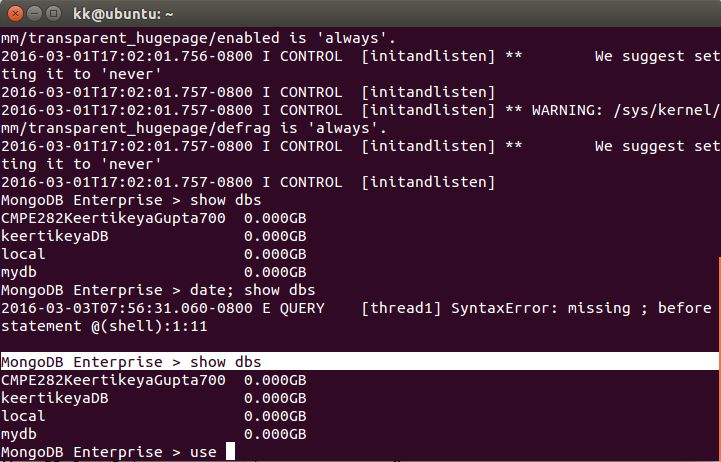 kk@ubuntu: ~
mm/transparent_hugepage/enabled is 'always'.
2016-03-01T17:02:01.756-0800 I CONTROL  [initandlisten] **        We suggest set
ting it to 'never'
2016-03-01T17:02:01.757-0800 I CONTROL  [initandlisten]
2016-03-01T17:02:01.757-0800 I CONTROL  [initandlisten] ** WARNING: /sys/kernel/
mm/transparent_hugepage/defrag is 'always'.
2016-03-01T17:02:01.757-0800 I CONTROL  [initandlisten] **        We suggest set
ting it to 'never'
2016-03-01T17:02:01.757-0800 I CONTROL  [initandlisten]
MongoDB Enterprise > show dbs
CMPE282KeertikeyaGupta700  0.000GB
keertikeyaDB               0.000GB
local                      0.000GB
mydb                       0.000GB
MongoDB Enterprise > date; show dbs
2016-03-03T07:56:31.060-0800 E QUERY    [thread1] SyntaxError: missing ; before
statement @(shell):1:11
MongoDB Enterprise > show dbs
CMPE282KeertikeyaGupta700  0.000GB
keertikeyaDB               0.000GB
local                      0.000GB
mydb                       0.000GB
MongoDB Enterprise > use